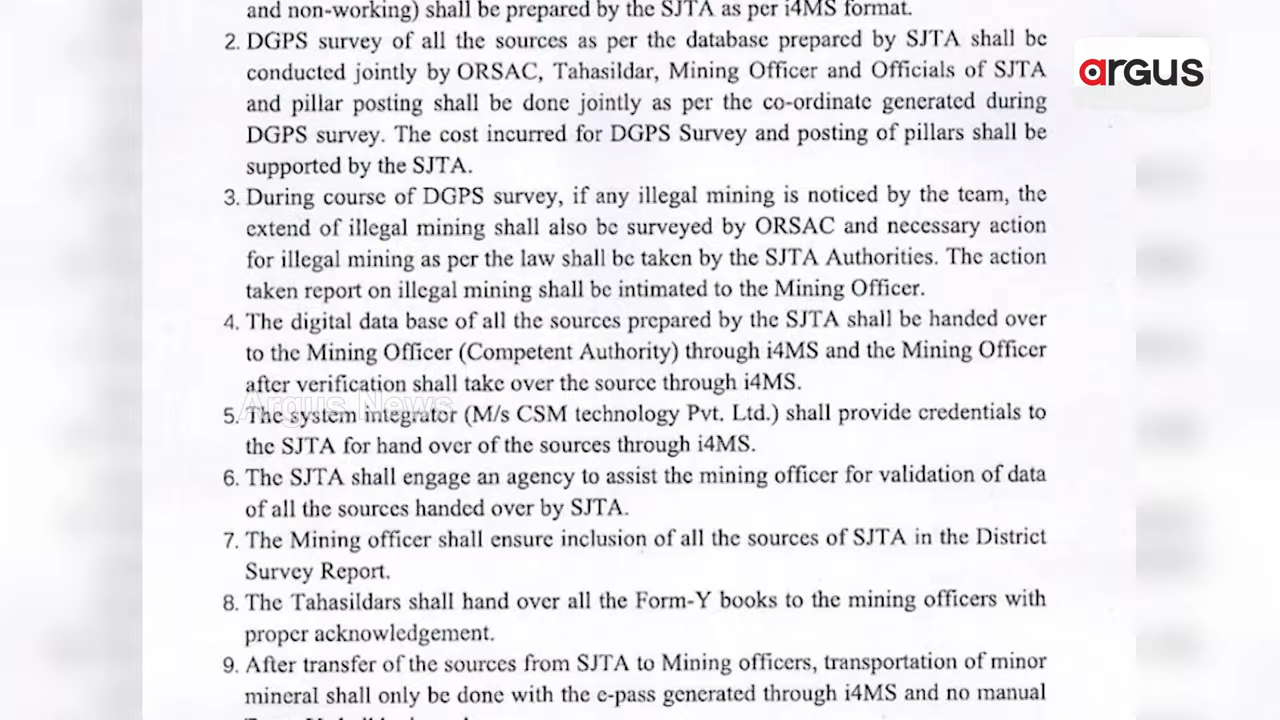 and non-working) shall be prepared by the SJTA as per i4MS format.
2. DGPS survey of all the sources as per the database prepared by SJTA shall be
conducted jointly by ORSAC, Tahasildar, Mining Officer and Officials of SJTA
and pillar posting shall be done jointly as per the co-ordinate generated during
DGPS survey. The cost incurred for DGPS Survey and posting of pillars shall be
supported by the SJTA.
3. During course of DGPS survey, if any illegal mining is noticed by the team, the
extend of illegal mining shall also be surveyed by ORSAC and necessary action
for illegal mining as per the law shall be taken by the SJTA Authorities. The action
taken report on illegal mining shall be intimated to the Mining Officer.
4. The digital data base of all the sources prepared by the SJTA shall be handed over
to the Mining Officer (Competent Authority) through i4MS and the Mining Officer
after verification shall take over the source through i4MS.
5. The system integrator (M/s CSM technology Pvt. Ltd.) shall provide credentials to
the SJTA for hand over of the sources through i4MS.
6. The SJTA shall engage an agency to assist the mining officer for validation of data
of all the sources handed over by SJTA.
7. The Mining officer shall ensure inclusion of all the sources of SJTA in the District
Survey Report.
8. The Tahasildars shall hand over all the Form-Y books to the mining officers with
proper acknowledgement.
9. After transfer of the sources from SJTA to Mining officers, transportation of minor
mineral shall only be done with the e-pass generated through i4MS and no manual
argus
Argus News